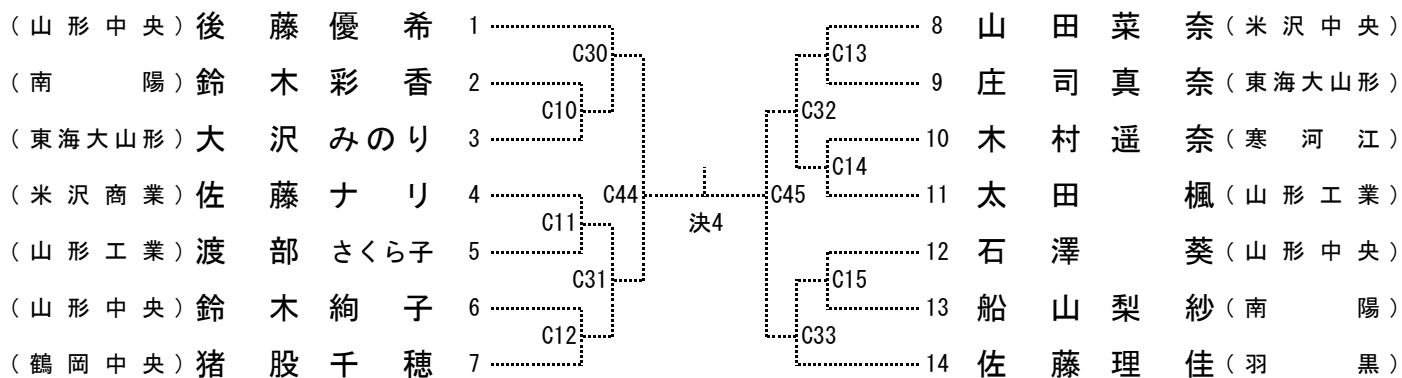 (山形中央) 後藤優希 1
C30
(南陽) 鈴木彩香 2
C10
(東海大山形) 大沢みのり 3
(米沢商業) 佐藤ナリ 4
C44
C11
(山形工業) 渡部さくら子 5
C31
(山形中央) 鈴木絢子 6
C12
(鶴岡中央) 猪股千穂 7
決4
8 山田菜奈 (米沢中央)
C13
9 庄司真奈 (東海大山形)
C32
10 木村遥奈 (寒河江)
C14
11 太田楓 (山形工業)
C45
12 石澤葵 (山形中央)
C15
13 船山梨紗 (南陽)
C33
14 佐藤理佳 (羽黒)